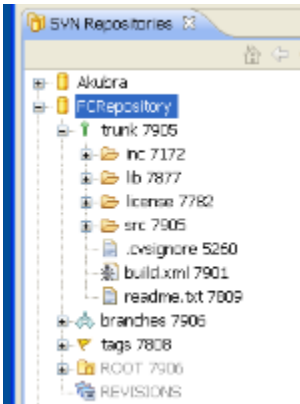 SVN Repositories
Akubra
FCRepository
trunk 7905
inc 7172
lib 7877
license 7782
src 7905
.cvsignore 5260
build.xml 7901
readme.txt 7809
branches 7906
tags 7808
ROOT 7906
REVISIONS